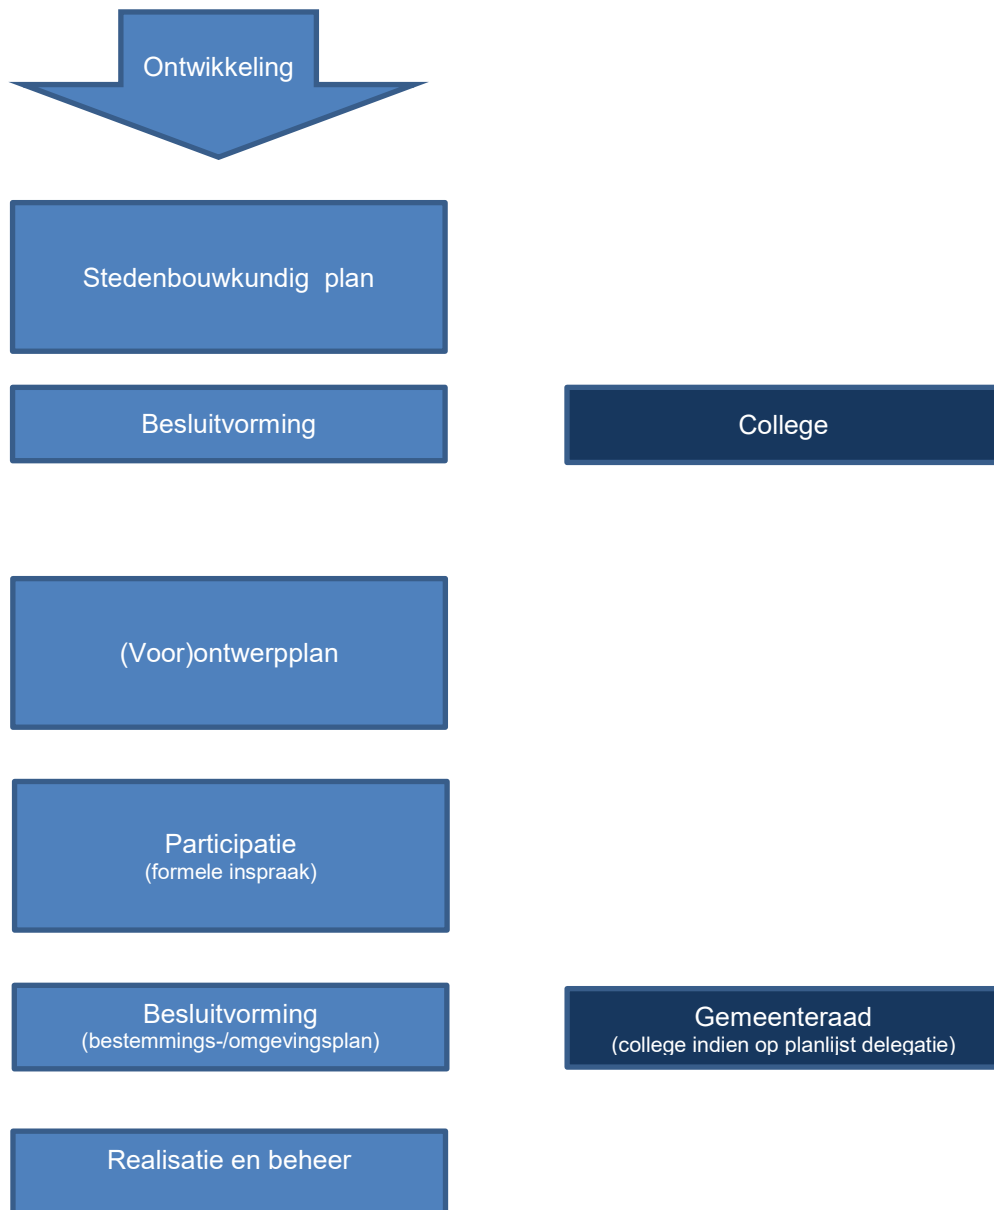 Ontwikkeling
Stedenbouwkundig plan
Besluitvorming
College
(Voor)ontwerpplan
Participatie
(formele inspraak)
Besluitvorming
(bestemmings-/omgevingsplan)
Gemeenteraad
(college indien op planlijst delegatie)
Realisatie en beheer